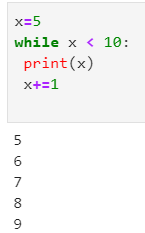 x=5
while x < 10:
 print(x)
 x+=1
5
6
7
8
9